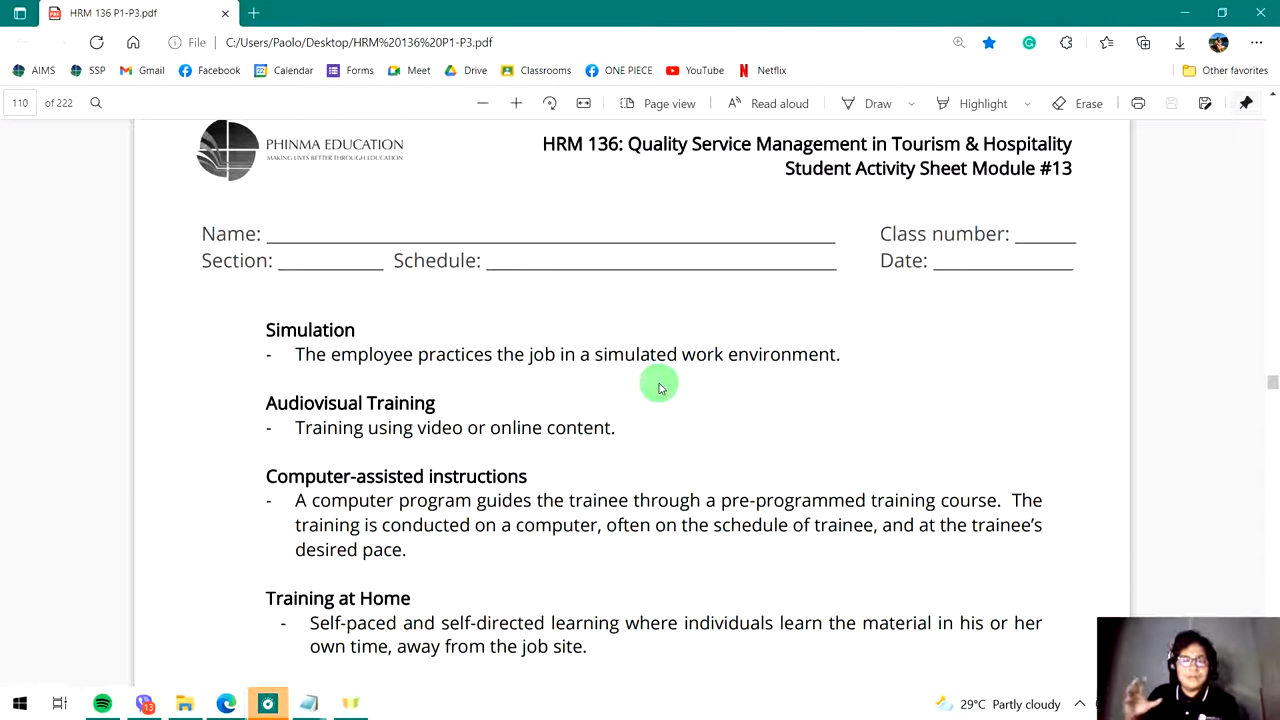 HRM 136 P1-P3.pdf
File C:/Users/Paolo/Desktop/HRM%20136%20P1-P3.pdf
AIMS SSP Gmail Facebook Calendar Forms Meet Drive Classrooms ONE PIECE YouTube Netflix Other favorites
110 of 222 Page view Read aloud Draw Highlight Erase
PHINMA EDUCATION
MAKING LIVES BETTER THROUGH EDUCATION
HRM 136: Quality Service Management in Tourism & Hospitality
Student Activity Sheet Module #13
Name: Class number:
Section: Schedule: Date:
Simulation
- The employee practices the job in a simulated work environment.
Audiovisual Training
- Training using video or online content.
Computer-assisted instructions
- A computer program guides the trainee through a pre-programmed training course. The
training is conducted on a computer, often on the schedule of trainee, and at the trainee's
desired pace.
Training at Home
- Self-paced and self-directed learning where individuals learn the material in his or her
own time, away from the job site.
13
29°C Partly cloudy